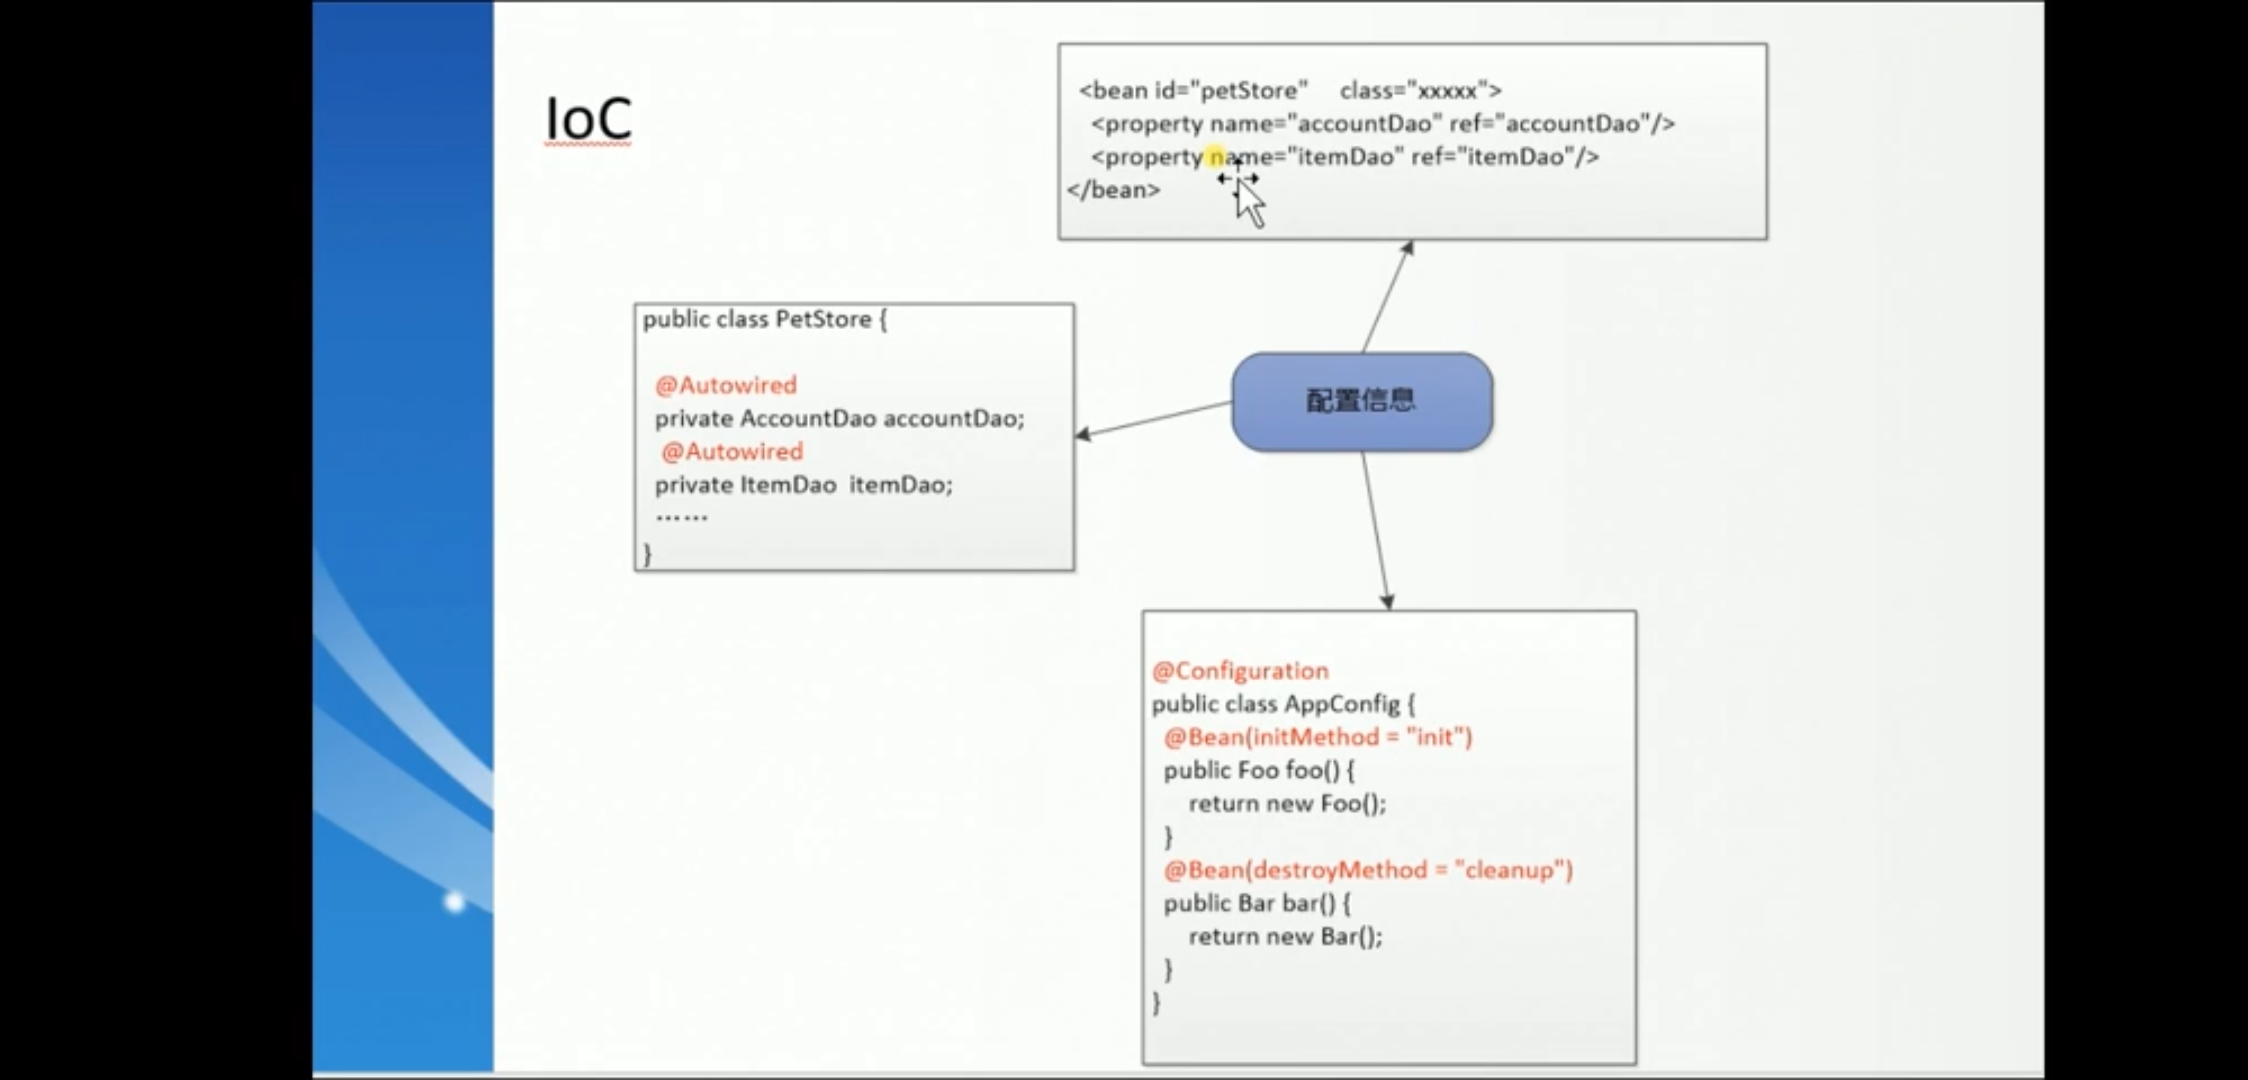 IoC
<bean id="petStore" class="xxxxx">
<property name="accountDao" ref="accountDao"/>
<property name="itemDao" ref="itemDao"/>
</bean>
public class PetStore {
@Autowired
private AccountDao accountDao;
@Autowired
private ItemDao itemDao;
……
}
配置信息
@Configuration
public class AppConfig {
@Bean(initMethod = "init")
public Foo foo() {
return new Foo();
}
@Bean(destroyMethod = "cleanup")
public Bar bar() {
return new Bar();
}
}